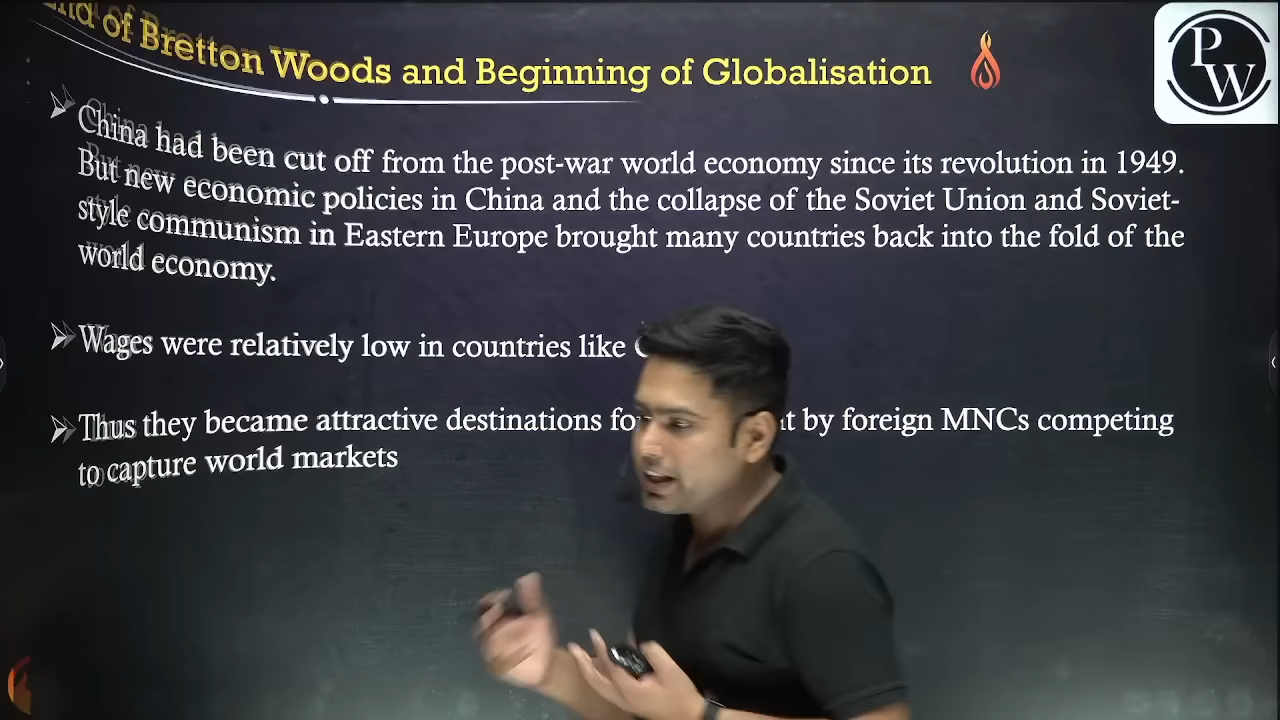 of Bretton Woods and Beginning of Globalisation
PW
China had been cut off from the post-war world economy since its revolution in 1949.
But new economic policies in China and the collapse of the Soviet Union and Soviet-
style communism in Eastern Europe brought many countries back into the fold of the
world economy.
Wages were relatively low in countries like
Thus they became attractive destinations by foreign MNCs competing
to capture world markets